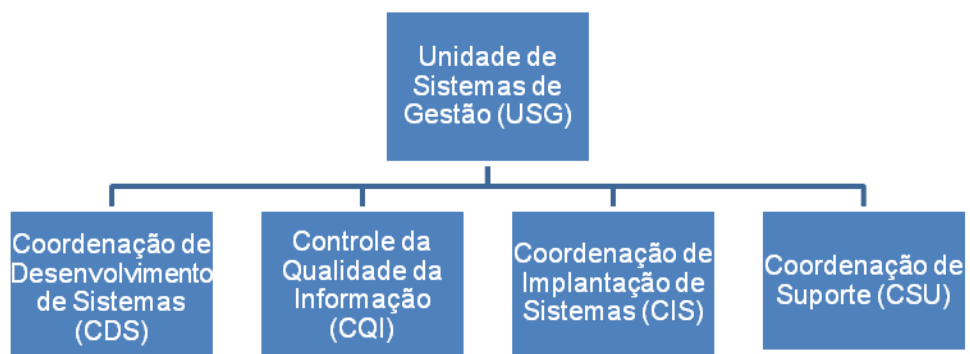 Unidade de
Sistemas de
Gestão (USG)
Coordenação de
Desenvolvimento
de Sistemas
(CDS)
Controle da
Qualidade da
Informação
(CQI)
Coordenação de
Implantação de
Sistemas (CIS)
Coordenação de
Suporte (CSU)